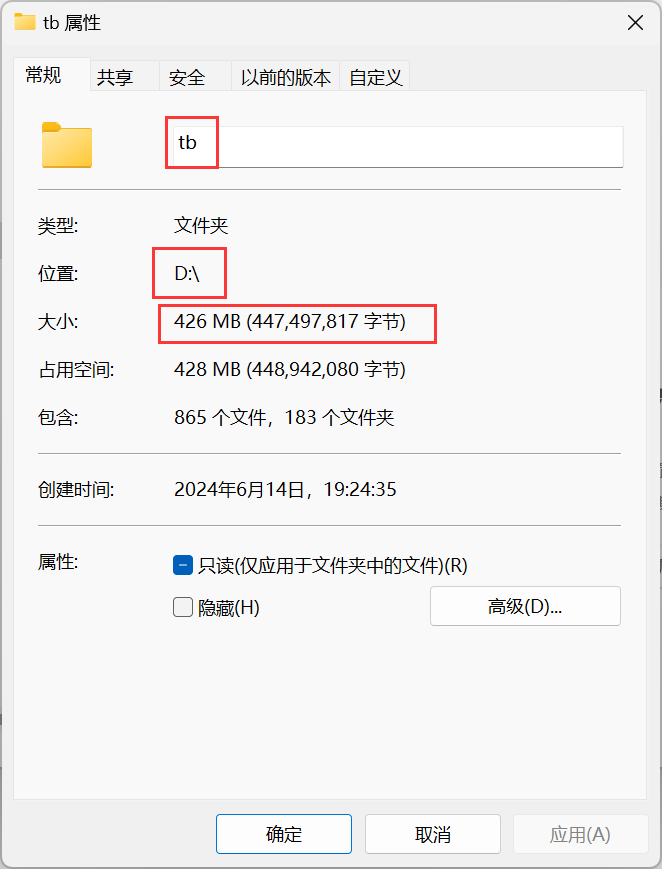 tb 属性
常规 共享 安全 以前的版本 自定义
tb
类型: 文件夹
位置: D:\
大小: 426 MB (447,497,817 字节)
占用空间: 428 MB (448,942,080 字节)
包含: 865 个文件，183 个文件夹
创建时间: 2024年6月14日，19:24:35
属性: 只读(仅应用于文件夹中的文件)(R)
隐藏(H) 高级(D)...
确定 取消 应用(A)